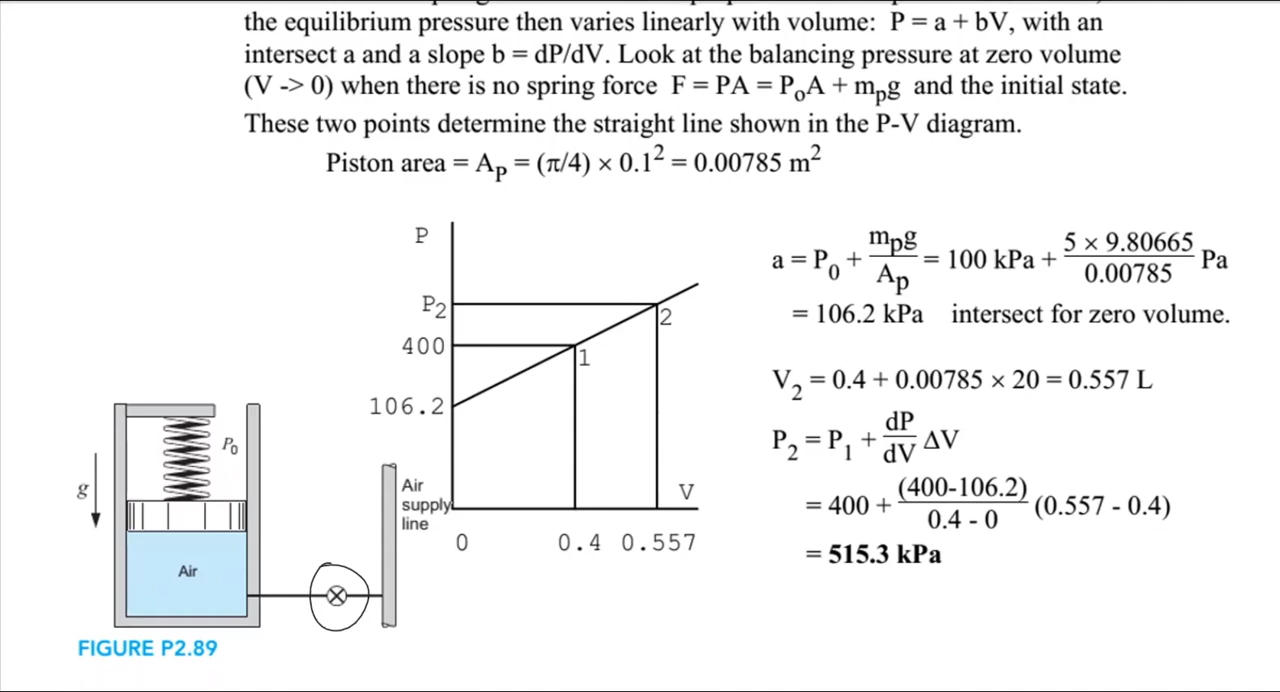 the equilibrium pressure then varies linearly with volume: P = a + bV, with an
intersect a and a slope b = dP/dV. Look at the balancing pressure at zero volume
(V -> 0) when there is no spring force F = PA = PₒA + mₚg and the initial state.
These two points determine the straight line shown in the P-V diagram.
Piston area = Aₚ = (π/4) × 0.1² = 0.00785 m²
P
P₂
400
106.2
2
1
V
0
0.4
0.557
a = P₀ + mₚg/Aₚ = 100 kPa + 5 × 9.80665/0.00785 Pa
= 106.2 kPa intersect for zero volume.
V₂ = 0.4 + 0.00785 × 20 = 0.557 L
P₂ = P₁ + dP/dV ΔV
= 400 + (400-106.2)/0.4 - 0 (0.557 - 0.4)
= 515.3 kPa
P₀
g
Air
Air
supply
line
FIGURE P2.89